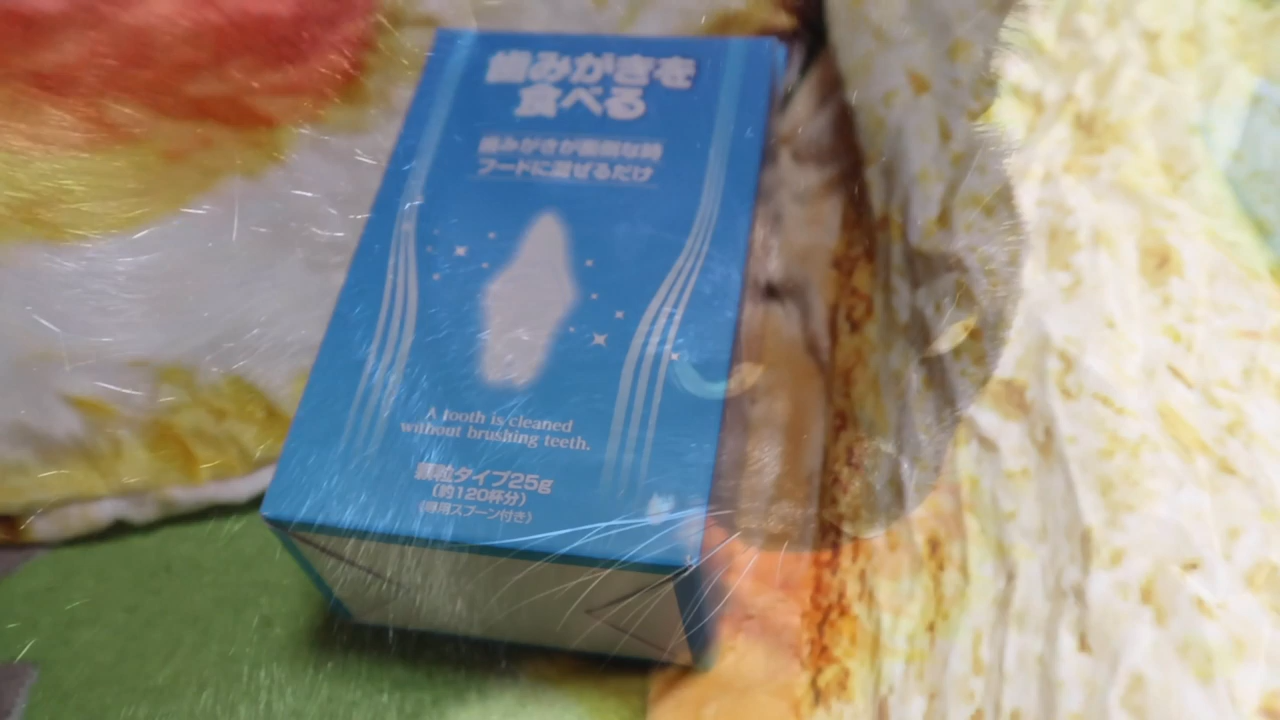 歯みがきを
食べる
歯みがきが面倒な時
フードに混ぜるだけ
A tooth is cleaned
without brushing teeth.
顆粒タイプ25g
(約120杯分)
(専用スプーン付き)